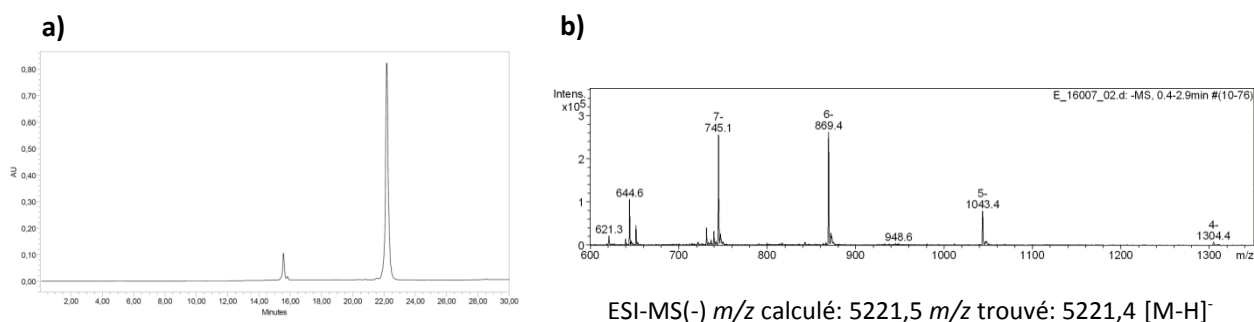 a)
0,80
0,70
0,60
0,50
AU
0,40
0,30
0,20
0,10
0,00
2,00 4,00 6,00 8,00 10,00 12,00 14,00 16,00 18,00 20,00 22,00 24,00 26,00 28,00 30,00
Minutes
b)
Intens.
x10⁵
E_16007_02.d: -MS, 0.4-2.9min #(10-76)
3
2
1
0
621.3
644.6
7-
745.1
6-
869.4
948.6
5-
1043.4
4-
1304.4
600 700 800 900 1000 1100 1200 1300 m/z
ESI-MS(-) m/z calculé: 5221,5 m/z trouvé: 5221,4 [M-H]⁻